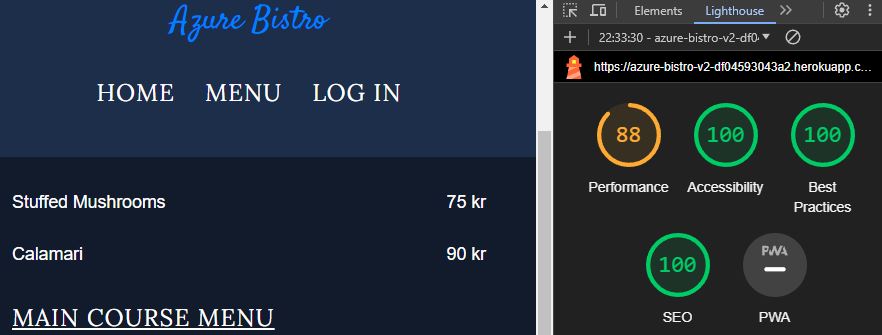 Azure Bistro
HOME MENU LOG IN
Stuffed Mushrooms 75 kr
Calamari 90 kr
MAIN COURSE MENU
Elements Lighthouse
22:33:30 - azure-bistro-v2-df0
https://azure-bistro-v2-df04593043a2.herokuapp.c...
88 100 100
Performance Accessibility Best
Practices
100 PWA
SEO PWA